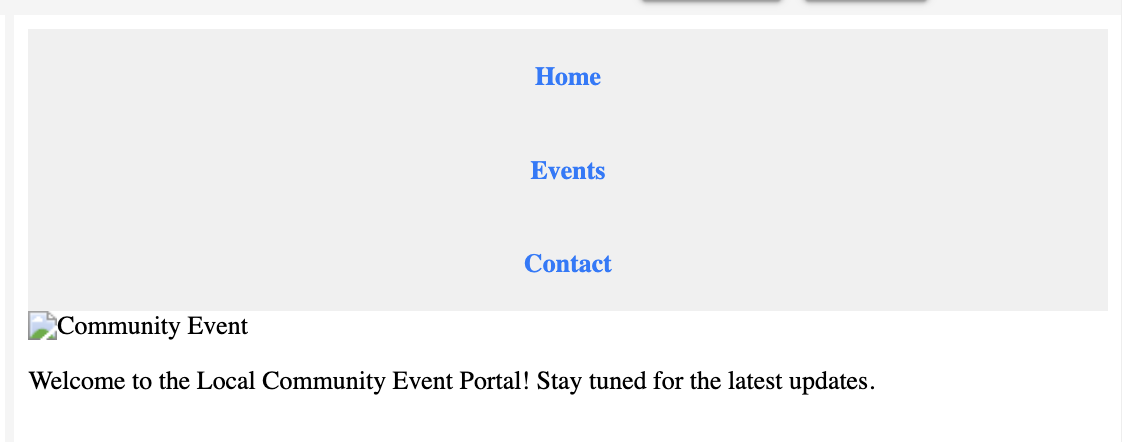 Home
Events
Contact
Community Event
Welcome to the Local Community Event Portal! Stay tuned for the latest updates.